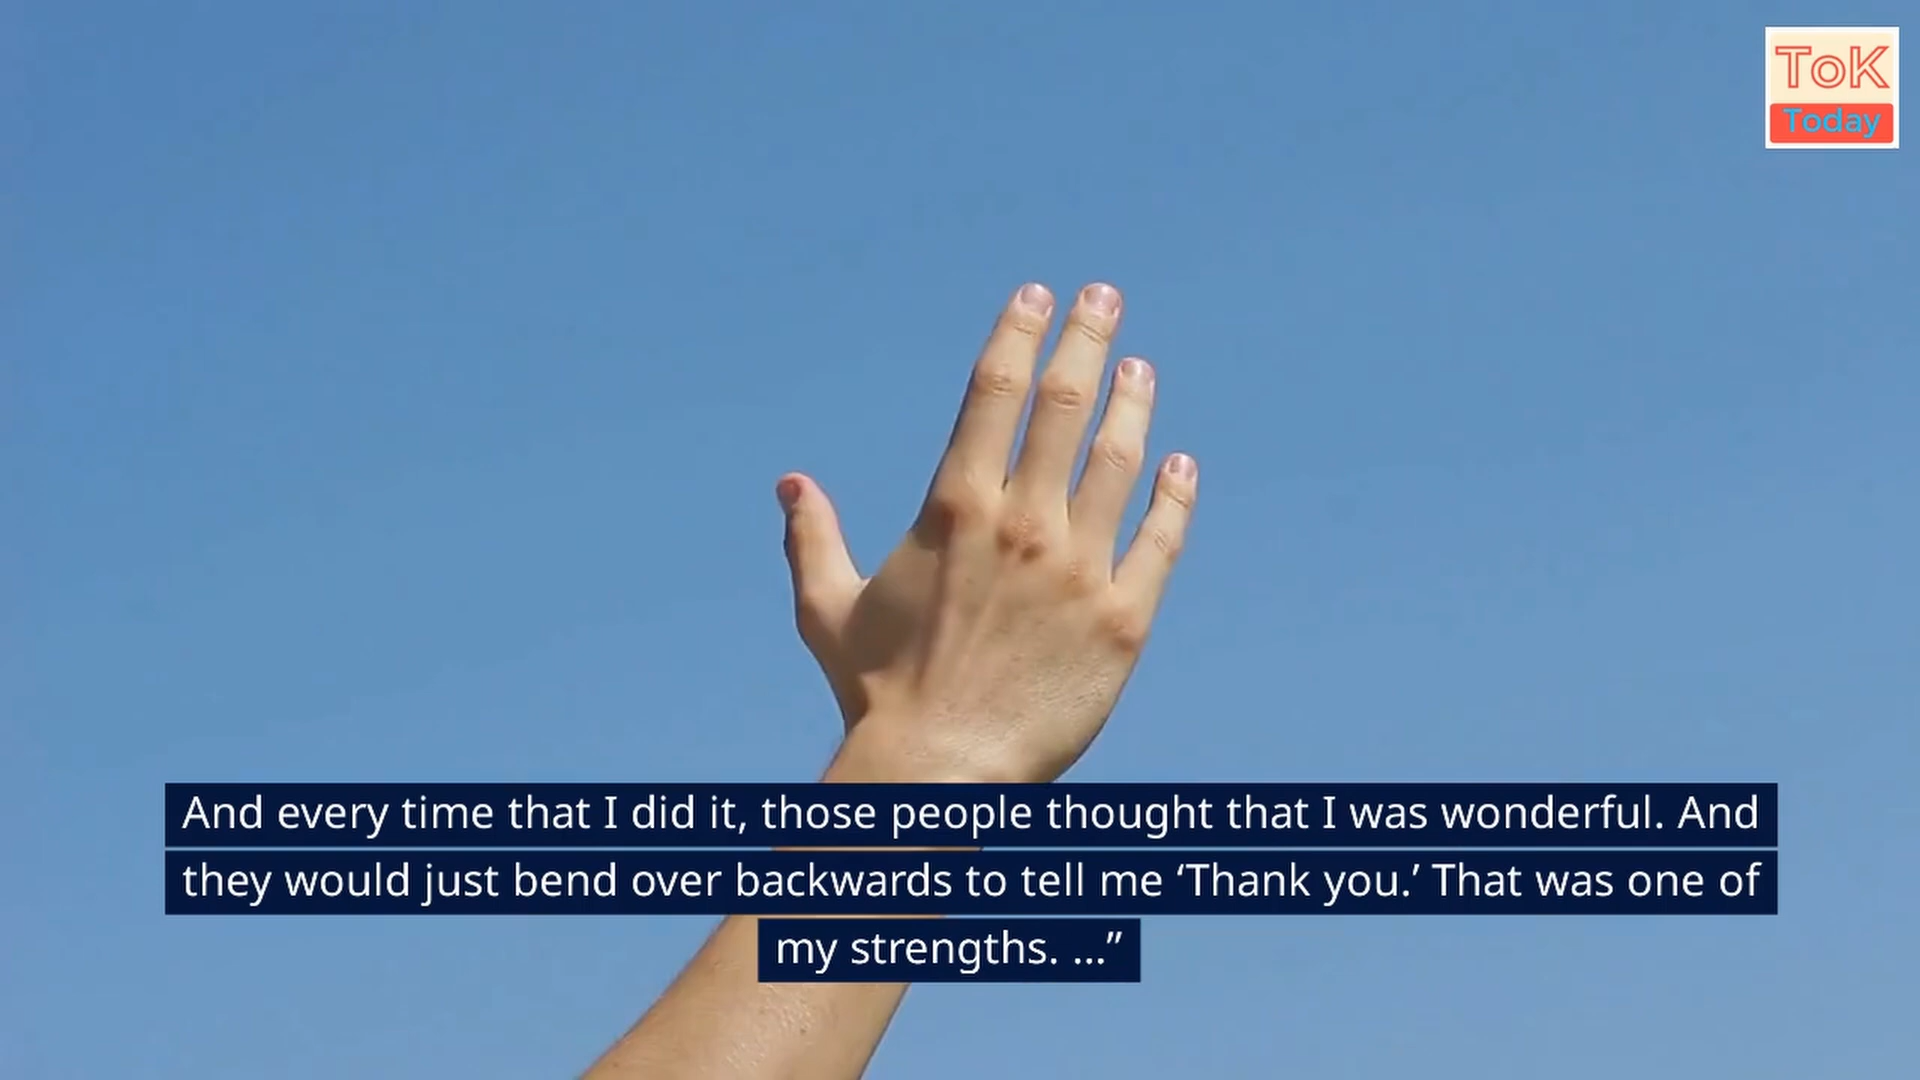 ToK
Today
And every time that I did it, those people thought that I was wonderful. And
they would just bend over backwards to tell me ‘Thank you.’ That was one of
my strengths. ...”